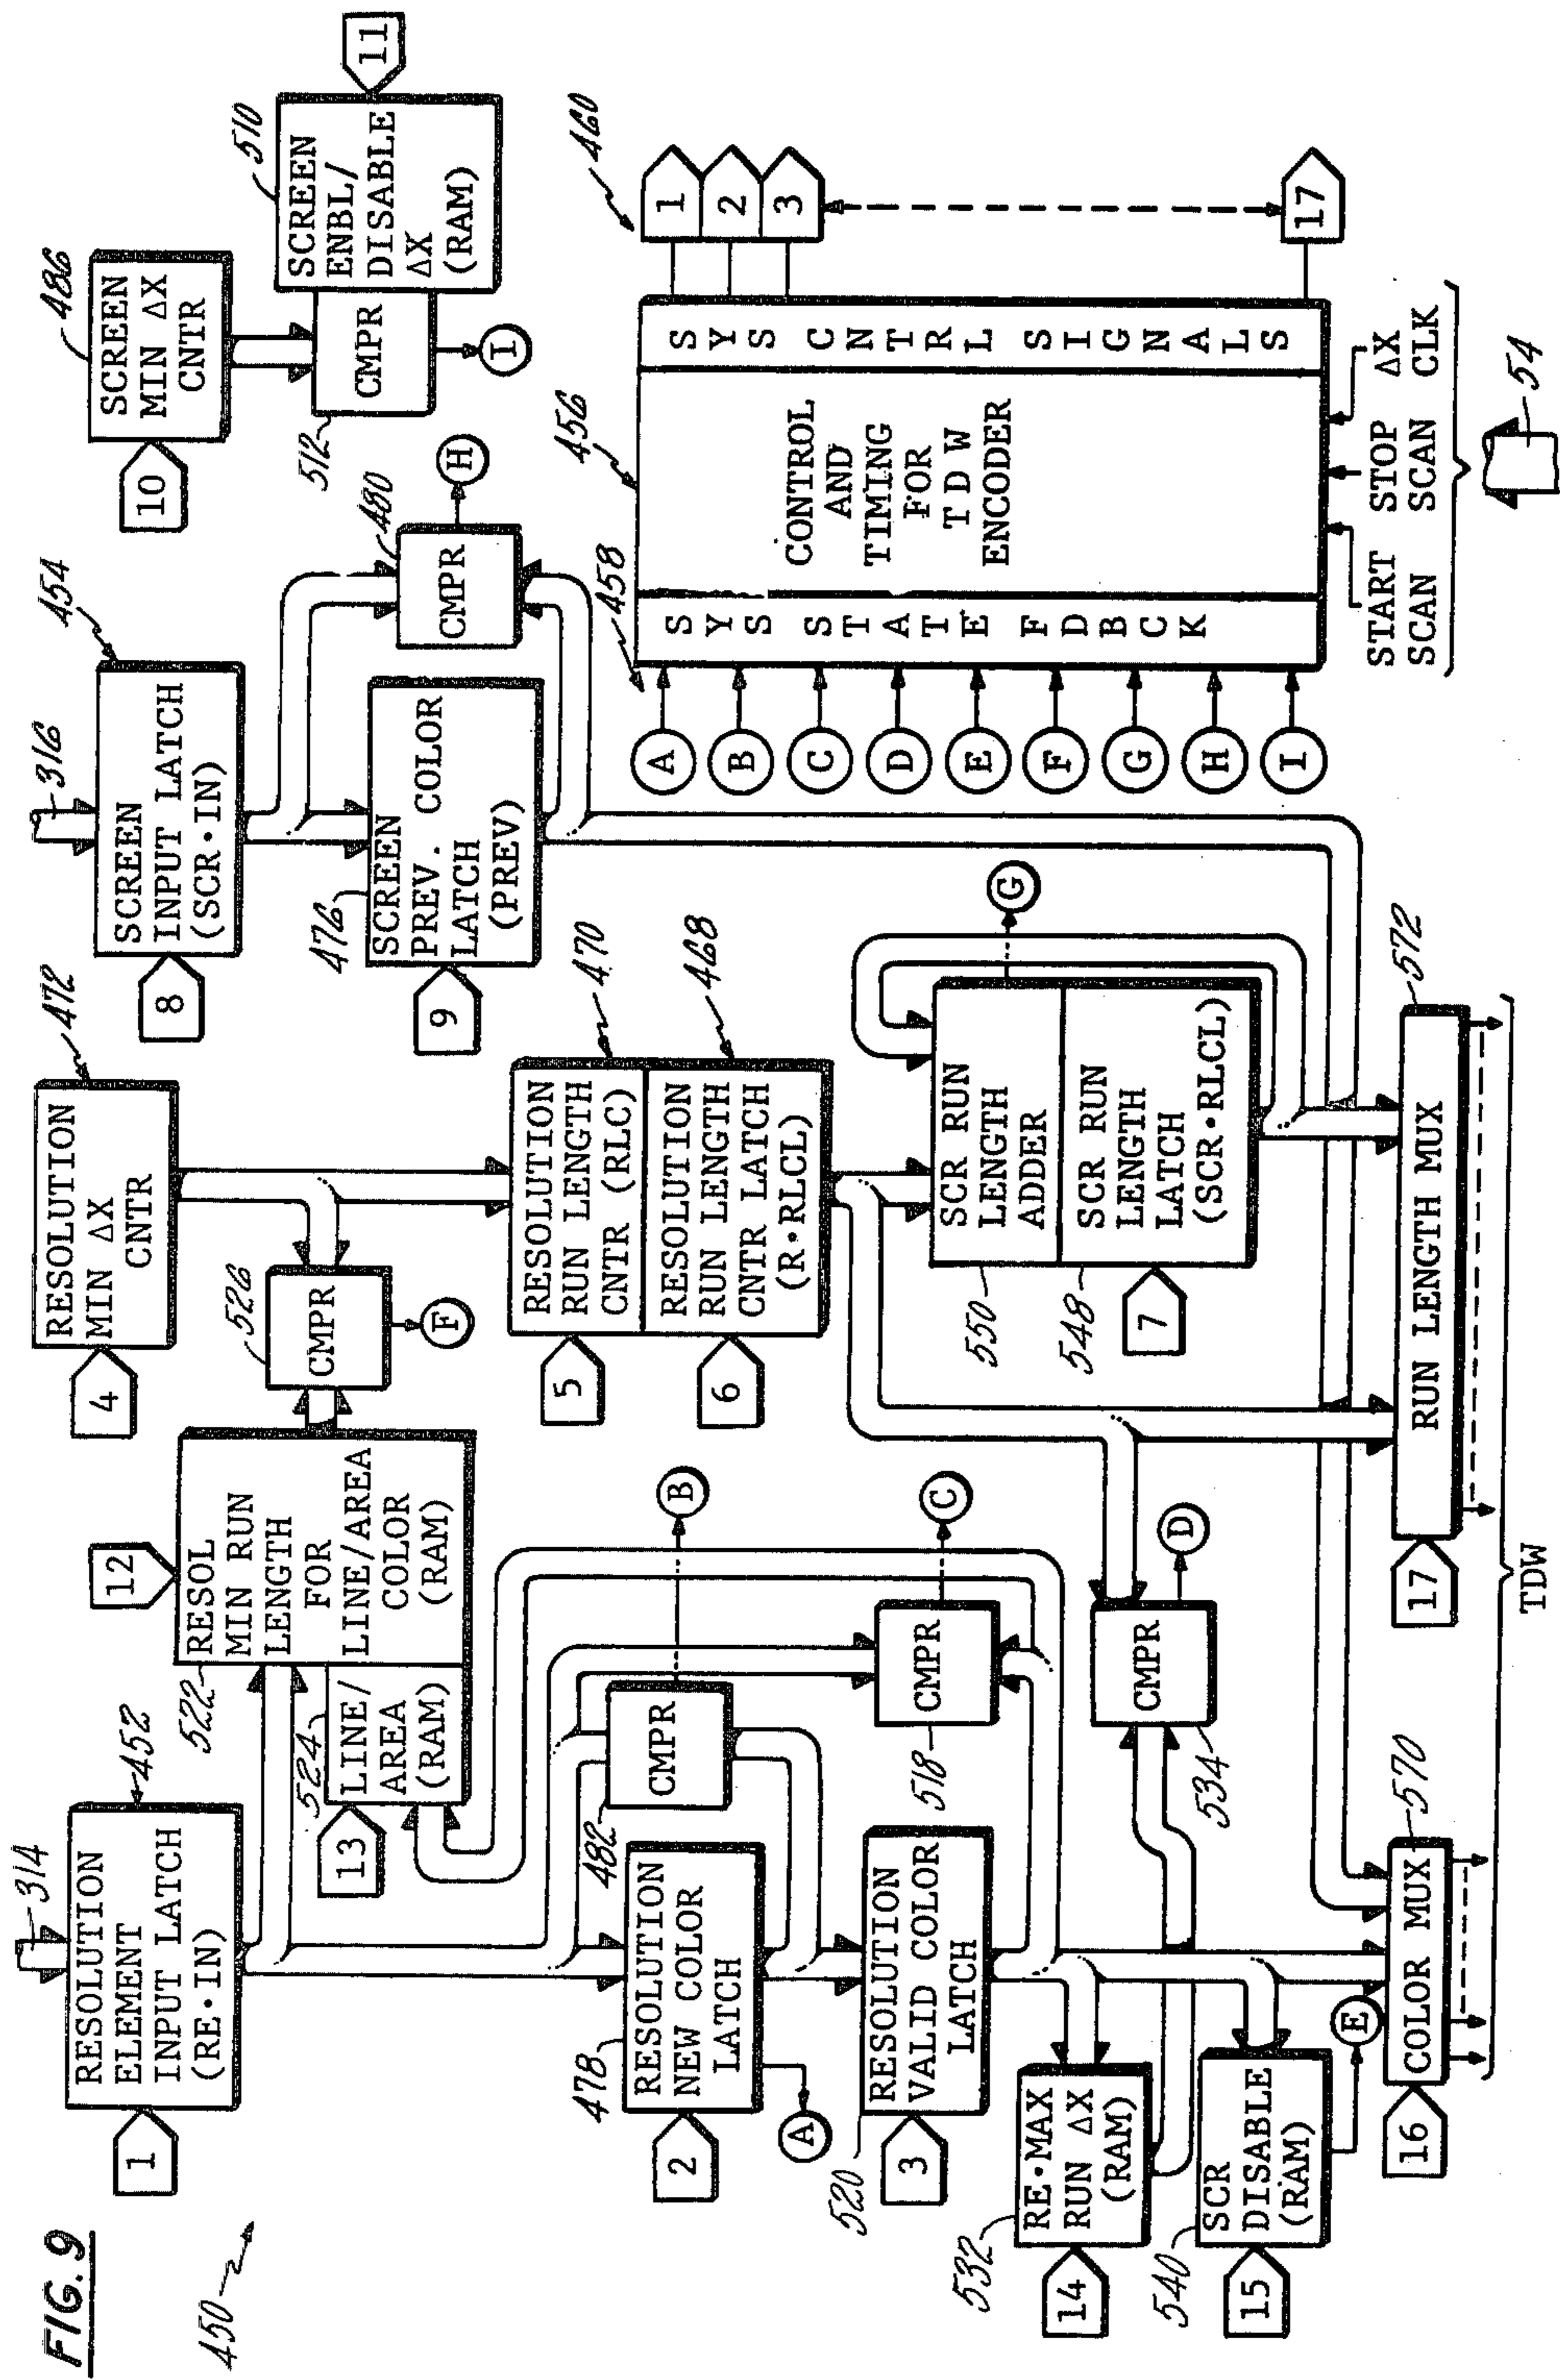 FIG. 9
450
314
452
RESOLUTION
ELEMENT
INPUT LATCH
(RE•IN)
1
522
RESOL
MIN RUN
LENGTH
FOR
LINE/AREA
COLOR
(RAM)
12
524
LINE/
AREA
(RAM)
13
472
RESOLUTION
MIN ΔX
CNTR
4
526
CMPR
F
316
454
SCREEN
INPUT LATCH
(SCR•IN)
8
476
SCREEN
PREV. COLOR
LATCH
(PREV)
9
480
CMPR
H
486
SCREEN
MIN ΔX
CNTR
10
510
SCREEN
ENBL/
DISABLE
ΔX
(RAM)
11
512
CMPR
I
482
CMPR
B
478
RESOLUTION
NEW COLOR
LATCH
2
A
520
RESOLUTION
VALID COLOR
LATCH
3
518
CMPR
C
470
RESOLUTION
RUN LENGTH
CNTR (RLC)
5
468
RESOLUTION
RUN LENGTH
CNTR LATCH
(R•RLCL)
6
550
SCR RUN
LENGTH
ADDER
G
548
SCR RUN
LENGTH
LATCH
(SCR•RLCL)
7
532
RE•MAX
RUN ΔX
(RAM)
14
534
CMPR
D
540
SCR
DISABLE
(RAM)
15
E
570
COLOR MUX
16
572
RUN LENGTH MUX
17
TDW
458
A
B
C
D
E
F
G
H
I
SYS STATE FDBCK
456
CONTROL
AND
TIMING
FOR
TDW
ENCODER
SYS CNTRL SIGNALS
460
1
2
3
17
START SCAN
STOP SCAN
ΔX CLK
54